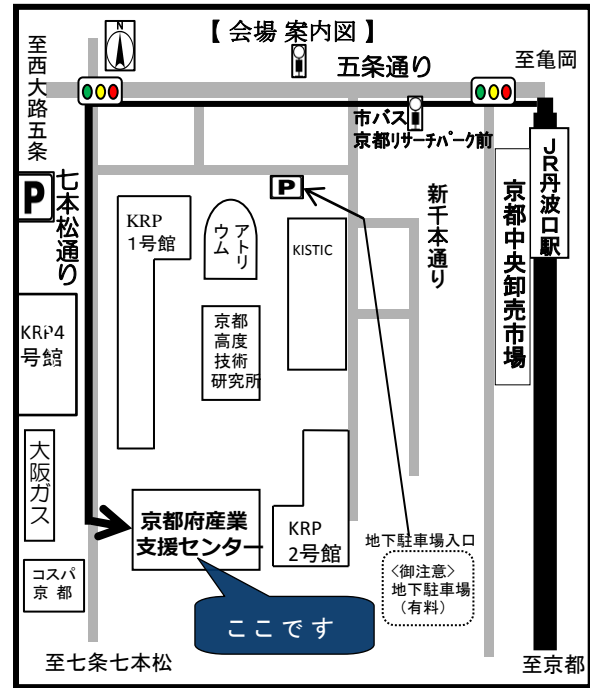 【 会場 案内図 】
N
至西大路五条
五条通り
至亀岡
市バス
京都リサーチパーク前
JR丹波口駅
P
七本松通り
P
新千本通り
京都中央卸売市場
KRP
1号館
アトリ
ウム
KISTIC
京都
高度
技術
研究所
KRP4
号館
大阪ガス
京都府産業
支援センター
KRP
2号館
地下駐車場入口
<御注意>
地下駐車場
(有料)
コスパ
京 都
ここです
至七条七本松
至京都